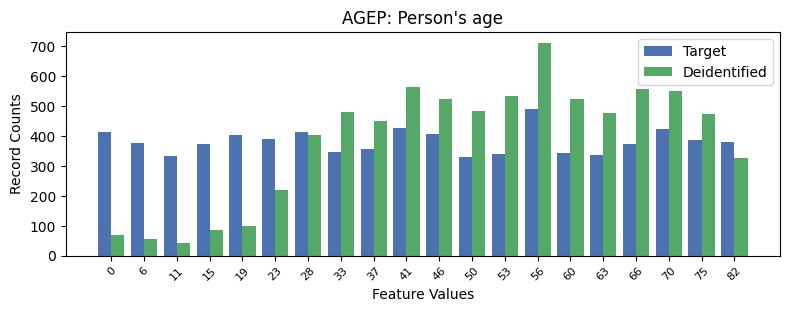 AGEP: Person's age
Record Counts
700
600
500
400
300
200
100
0
Target
Deidentified
0 6 11 15 19 23 28 33 37 41 46 50 53 56 60 63 66 70 75 82
Feature Values